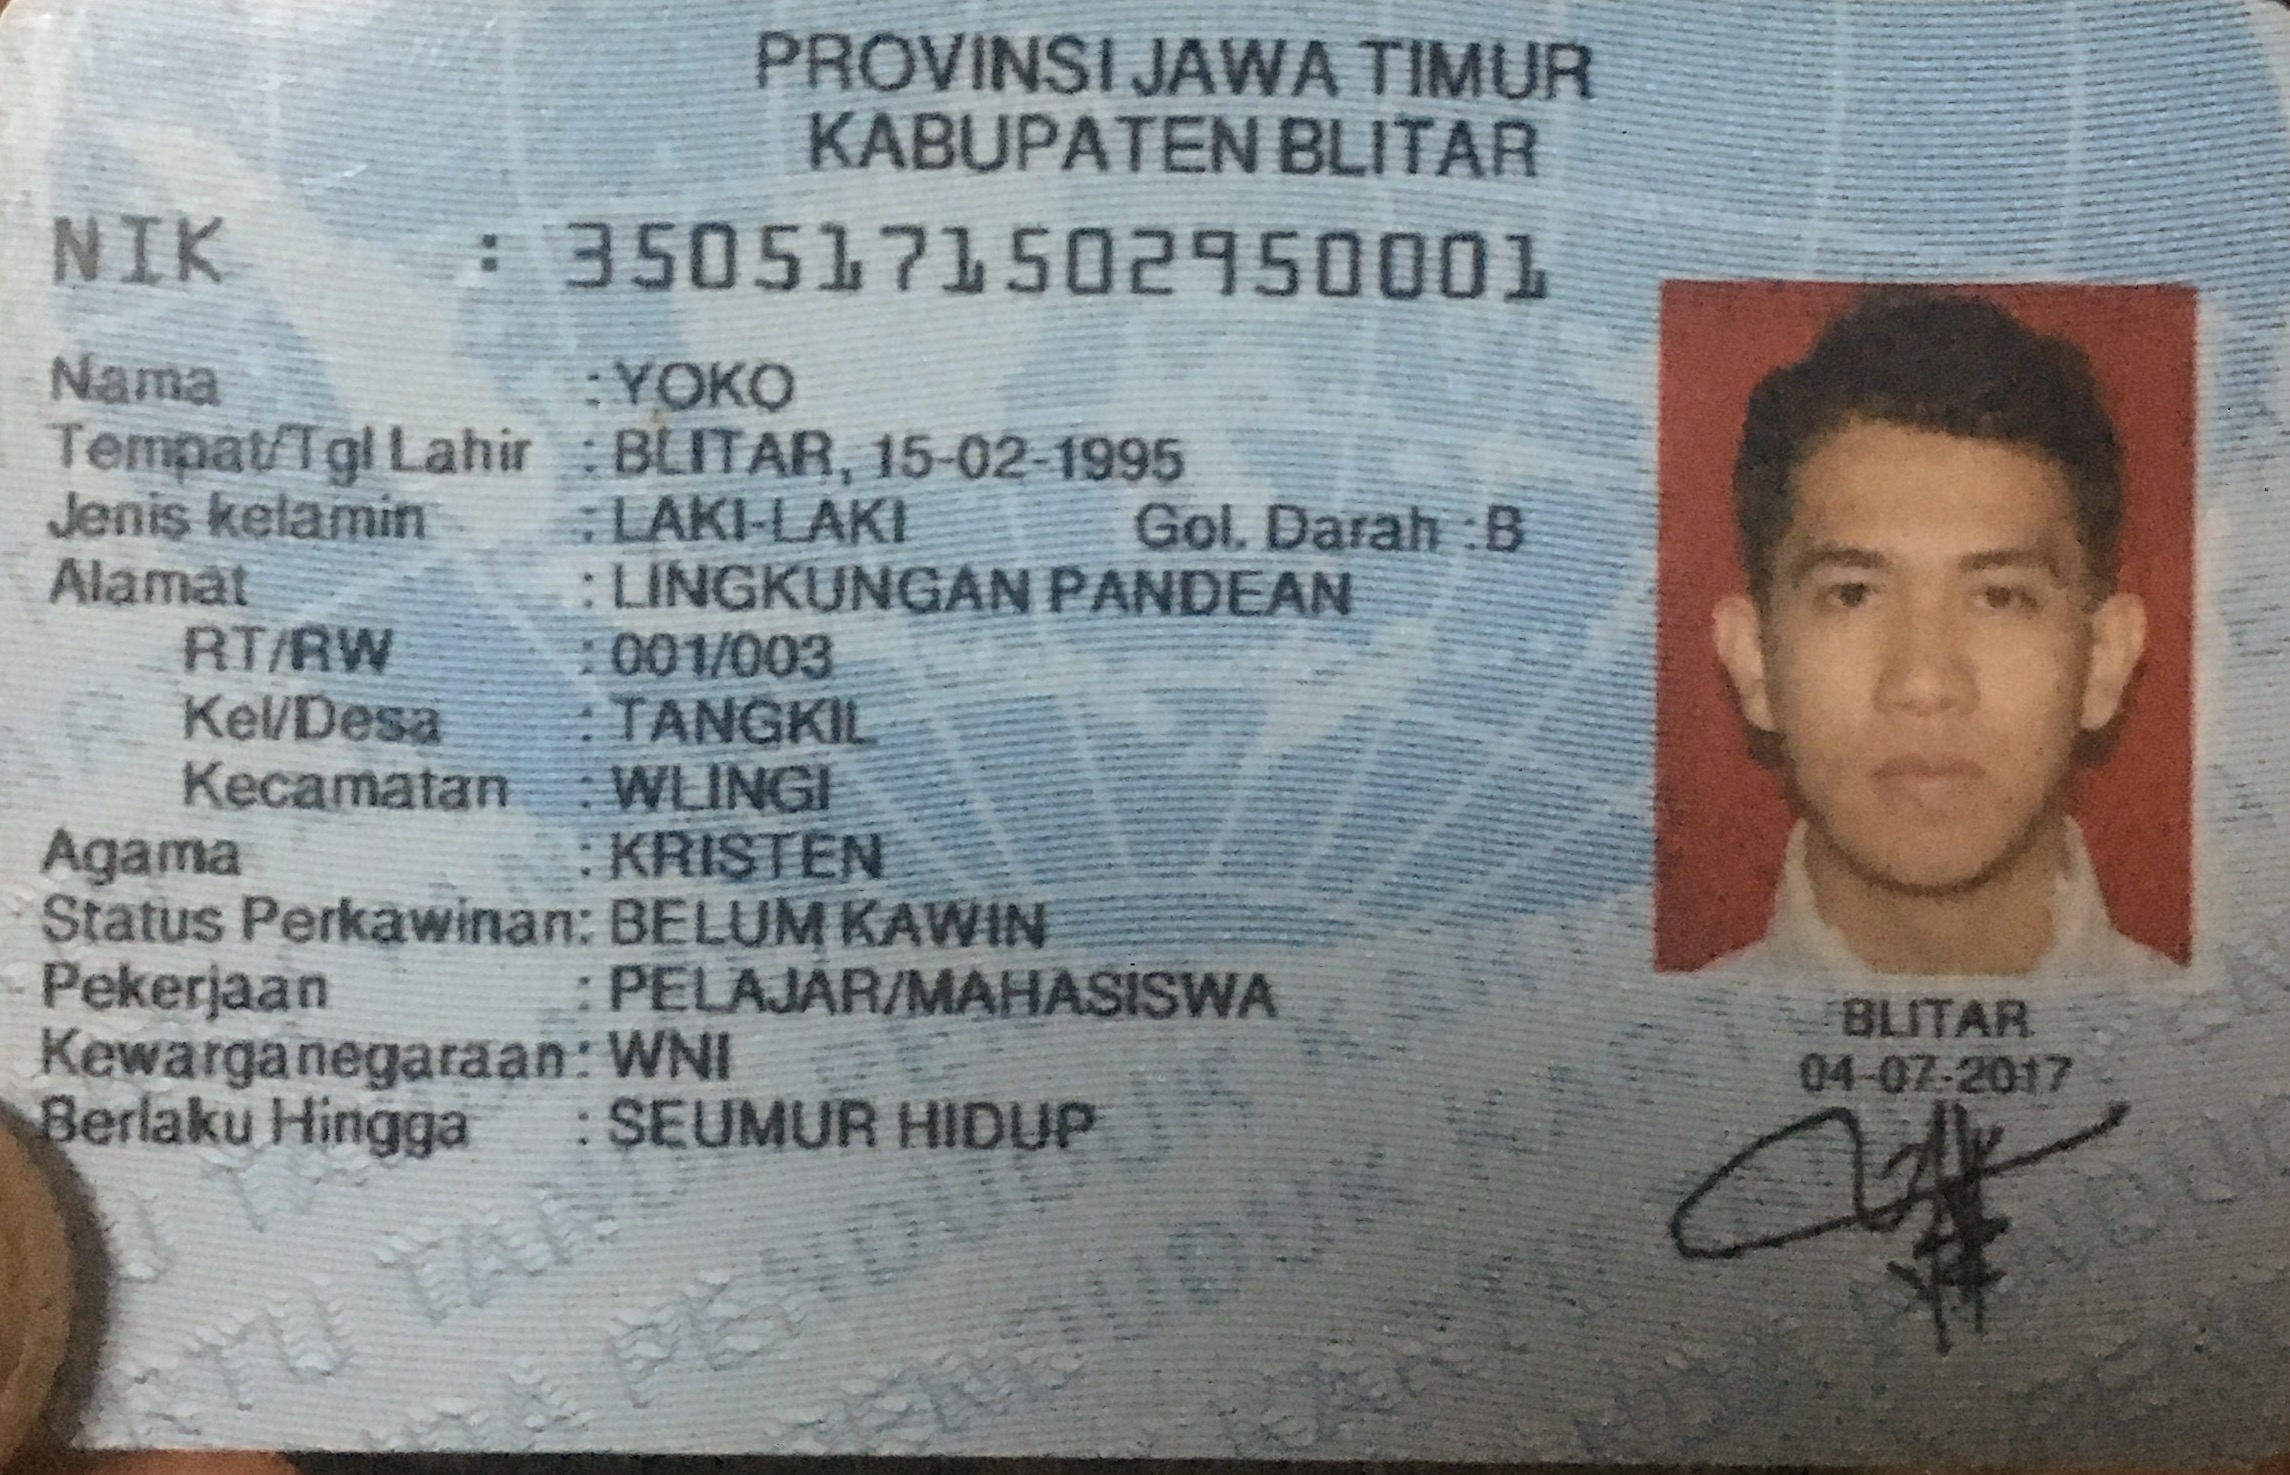 PROVINSI JAWA TIMUR
KABUPATEN BLITAR
NIK : 3505171502950001
Nama : YOKO
Tempat/Tgl Lahir : BLITAR, 15-02-1995
Jenis kelamin : LAKI-LAKI Gol. Darah :B
Alamat : LINGKUNGAN PANDEAN
RT/RW : 001/003
Kel/Desa : TANGKIL
Kecamatan : WLINGI
Agama : KRISTEN
Status Perkawinan: BELUM KAWIN
Pekerjaan : PELAJAR/MAHASISWA
Kewarganegaraan: WNI
Berlaku Hingga : SEUMUR HIDUP
BLITAR
04-07-2017